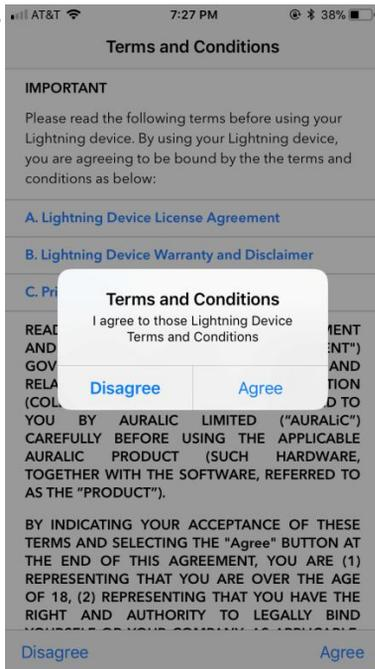 AT&T 7:27 PM 38%
Terms and Conditions
IMPORTANT
Please read the following terms before using your
Lightning device. By using your Lightning device,
you are agreeing to be bound by the the terms and
conditions as below:
A. Lightning Device License Agreement
B. Lightning Device Warranty and Disclaimer
C. Pri
Terms and Conditions
I agree to those Lightning Device
Terms and Conditions
Disagree Agree
READ MENT
AND ENT")
GOV AND
RELA TION
(COL D TO
YOU BY AURALIC LIMITED ("AURALiC")
CAREFULLY BEFORE USING THE APPLICABLE
AURALIC PRODUCT (SUCH HARDWARE,
TOGETHER WITH THE SOFTWARE, REFERRED TO
AS THE "PRODUCT").
BY INDICATING YOUR ACCEPTANCE OF THESE
TERMS AND SELECTING THE "Agree" BUTTON AT
THE END OF THIS AGREEMENT, YOU ARE (1)
REPRESENTING THAT YOU ARE OVER THE AGE
OF 18, (2) REPRESENTING THAT YOU HAVE THE
RIGHT AND AUTHORITY TO LEGALLY BIND
YOURSELF OR YOUR COMPANY, AS APPLICABLE,
Disagree Agree